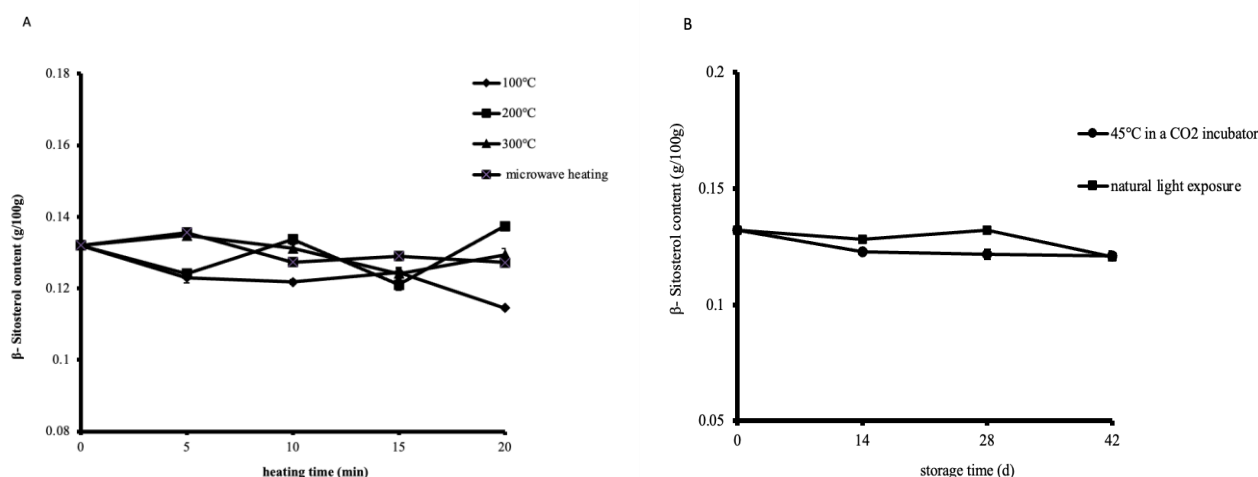 A
0.18
0.16
0.14
0.12
0.1
0.08
0
5
10
15
20
β- Sitosterol content (g/100g)
heating time (min)
100℃
200℃
300℃
microwave heating
B
0.2
0.15
0.1
0.05
0
14
28
42
β- Sitosterol content (g/100g)
storage time (d)
45℃ in a CO2 incubator
natural light exposure